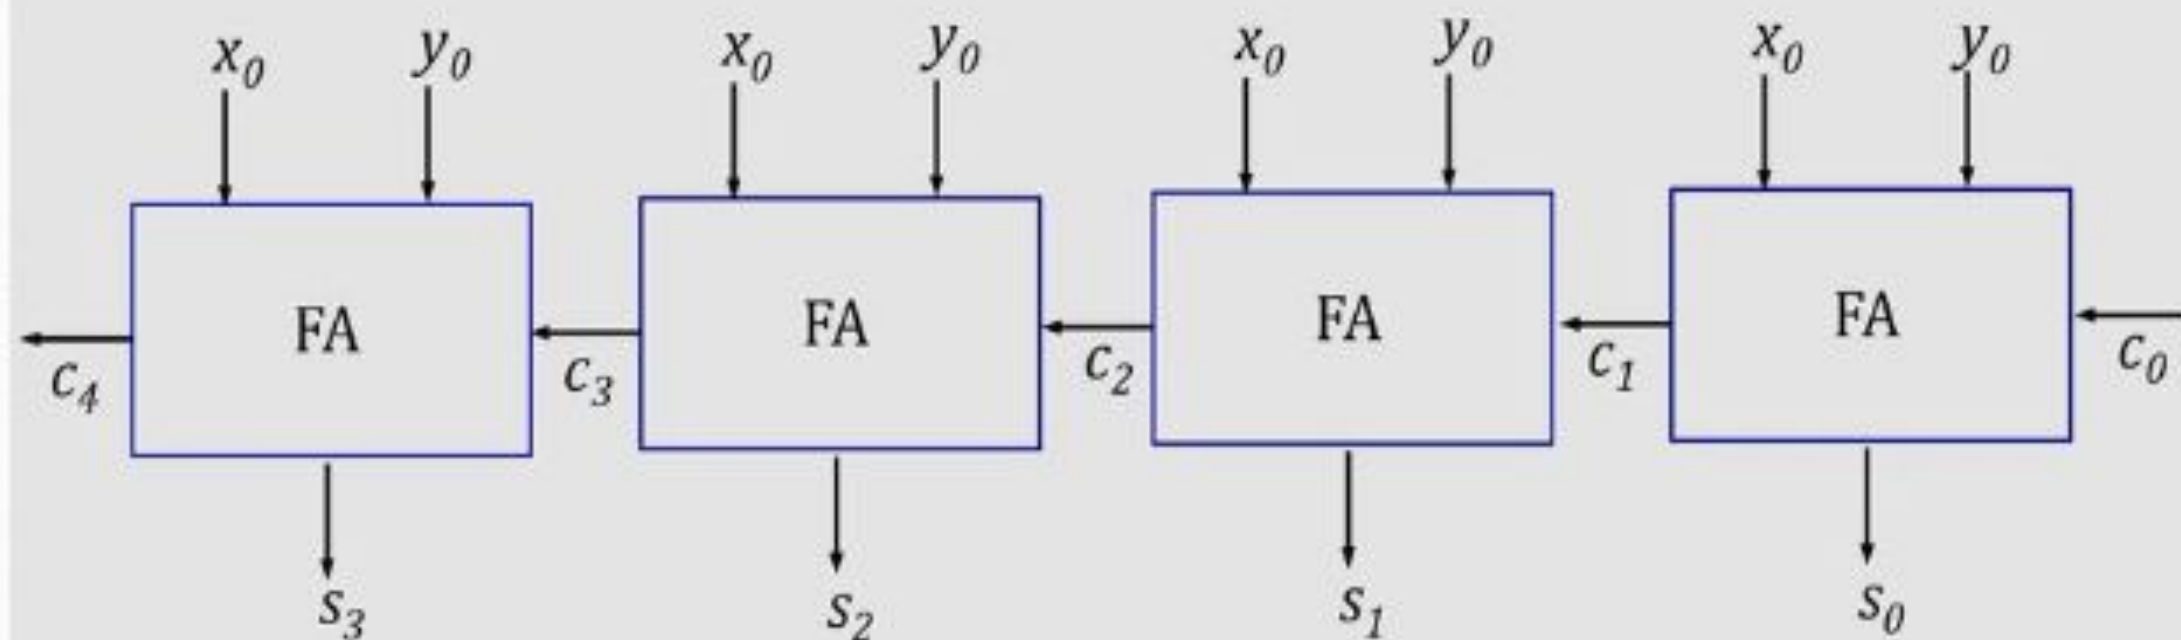 x₀ y₀ x₀ y₀ x₀ y₀ x₀ y₀
FA FA FA FA
c₄ c₃ c₂ c₁ c₀
s₃ s₂ s₁ s₀